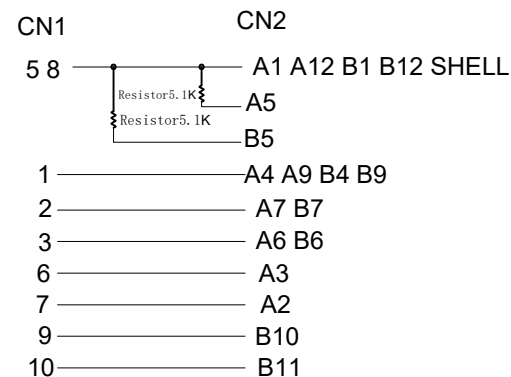 CN1 CN2
5 8 A1 A12 B1 B12 SHELL
Resistor5.1K A5
Resistor5.1K
B5
1 A4 A9 B4 B9
2 A7 B7
3 A6 B6
6 A3
7 A2
9 B10
10 B11